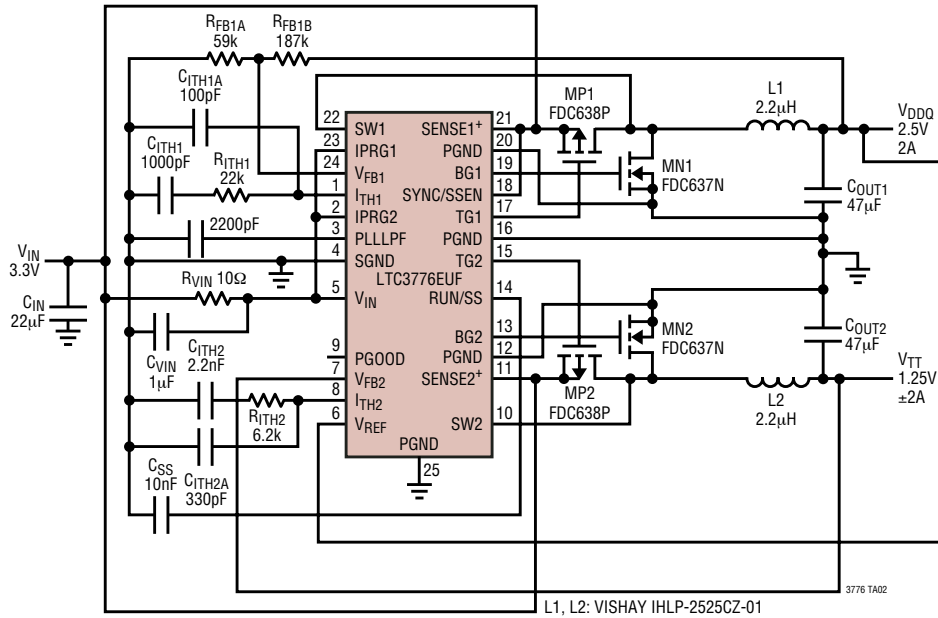 RFB1A
59k
RFB1B
187k
CITH1A
100pF
CITH1
1000pF
RITH1
22k
2200pF
VIN
3.3V
CIN
22μF
RVIN 10Ω
CVIN
1μF
CITH2
2.2nF
RITH2
6.2k
CSS
10nF
CITH2A
330pF
22 SW1
23 IPRG1
24 VFB1
1 ITH1
2 IPRG2
3 PLLLPF
4 SGND
LTC3776EUF
5 VIN
9 PGOOD
7 VFB2
8 ITH2
6 VREF
PGND
25
SENSE1+ 21
PGND 20
BG1 19
SYNC/SSEN 18
TG1 17
PGND 16
TG2 15
RUN/SS 14
BG2 13
PGND 12
SENSE2+ 11
SW2 10
MP1
FDC638P
MN1
FDC637N
L1
2.2μH
VDDQ
2.5V
2A
COUT1
47μF
MN2
FDC637N
MP2
FDC638P
COUT2
47μF
L2
2.2μH
VTT
1.25V
±2A
3776 TA02
L1, L2: VISHAY IHLP-2525CZ-01